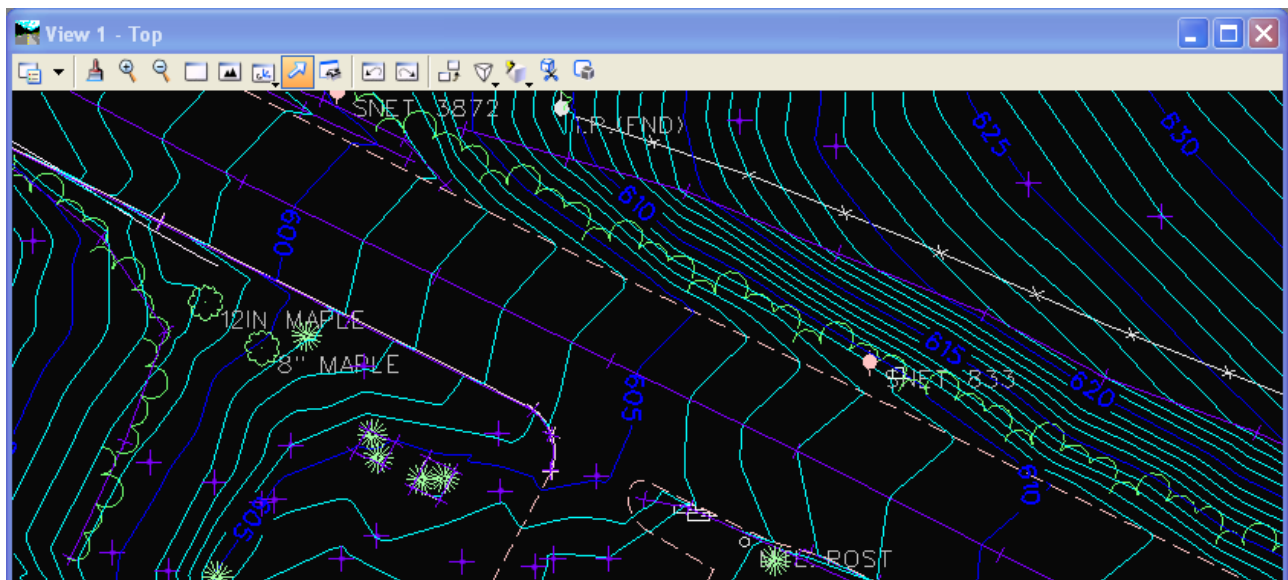 View 1 - Top
SNET 3872
I.P.(FND)
625
630
610
600
12IN MAPLE
8" MAPLE
615
SNET 833
620
605
610
605
POST